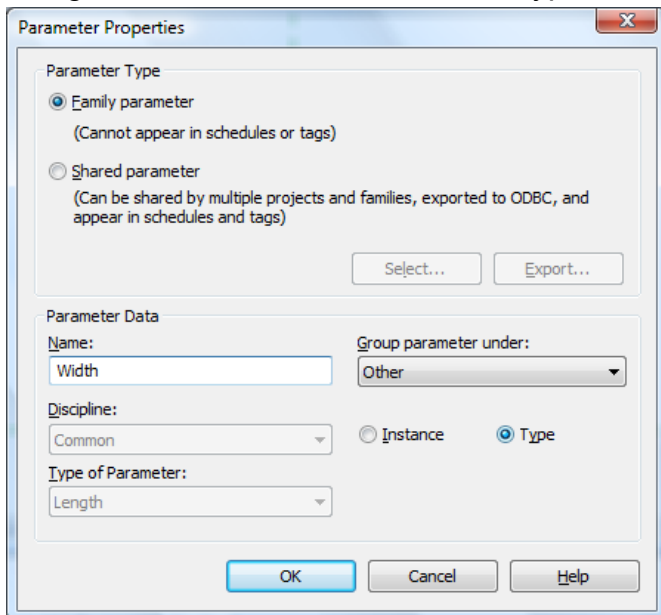 Parameter Properties
Parameter Type
Family parameter
(Cannot appear in schedules or tags)
Shared parameter
(Can be shared by multiple projects and families, exported to ODBC, and
appear in schedules and tags)
Select... Export...
Parameter Data
Name: Group parameter under:
Width Other
Discipline:
Common Instance Type
Type of Parameter:
Length
OK Cancel Help